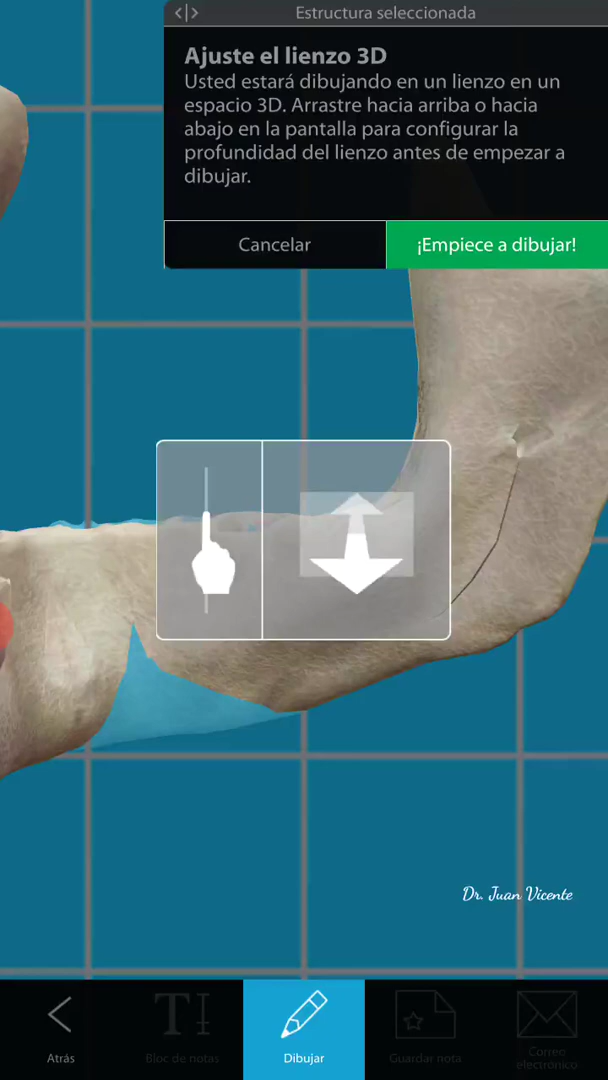 Estructura seleccionada
Ajuste el lienzo 3D
Usted estará dibujando en un lienzo en un
espacio 3D. Arrastre hacia arriba o hacia
abajo en la pantalla para configurar la
profundidad del lienzo antes de empezar a
dibujar.
Cancelar
¡Empiece a dibujar!
Dr. Juan Vicente
Atrás
Bloc de notas
Dibujar
Guardar nota
Correo
electrónico